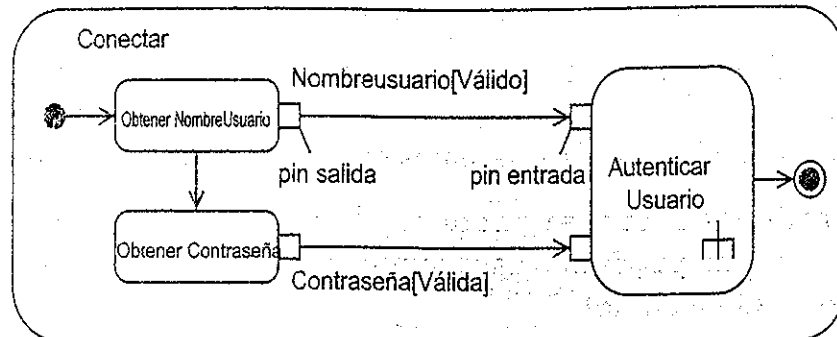 Conectar
Nombreusuario[Válido]
Obtener NombreUsuario
pin salida
pin entrada
Autenticar
Usuario
Obtener Contraseña
Contraseña[Válida]